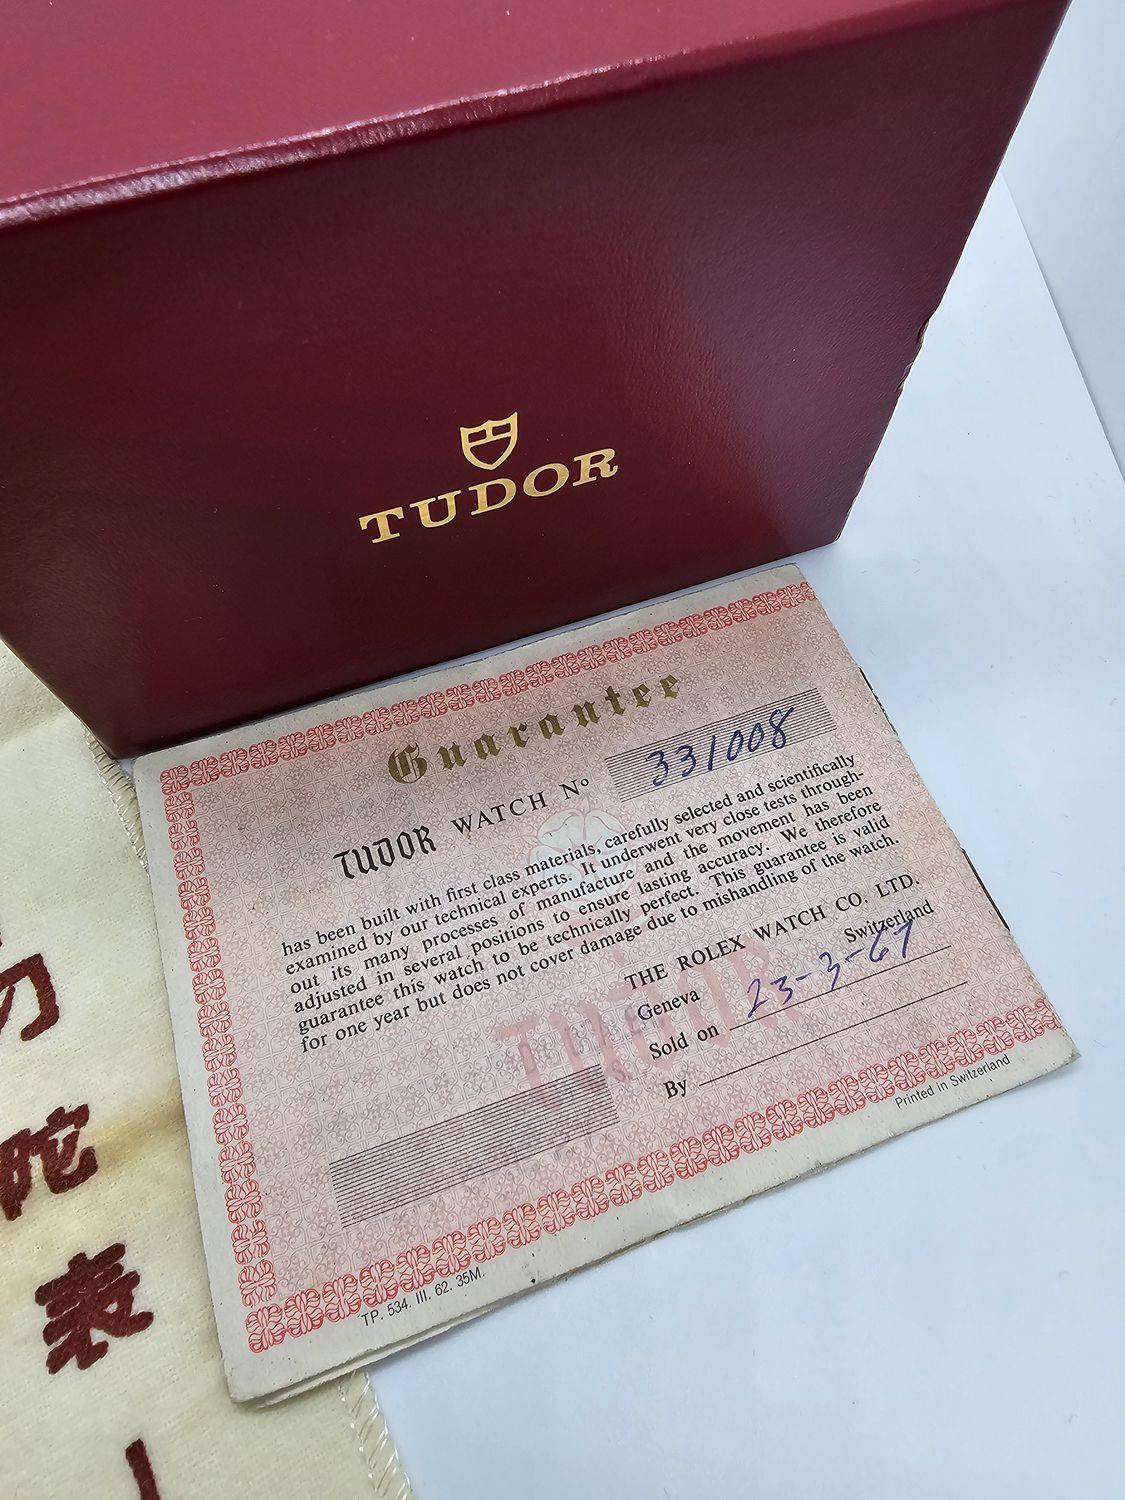 TUDOR
Guarantee
TUDOR WATCH Nº 331008
has been built with first class materials, carefully selected and scientifically
examined by our technical experts. It underwent very close tests through-
out its many processes of manufacture and the movement has been
adjusted in several positions to ensure lasting accuracy. We therefore
guarantee this watch to be technically perfect. This guarantee is valid
for one year but does not cover damage due to mishandling of the watch.
THE ROLEX WATCH CO. LTD.
Geneva Switzerland
Sold on 23-3-67
By
TUDOR
Printed in Switzerland
TP. 534. III. 62. 35M.
刀
陀
表